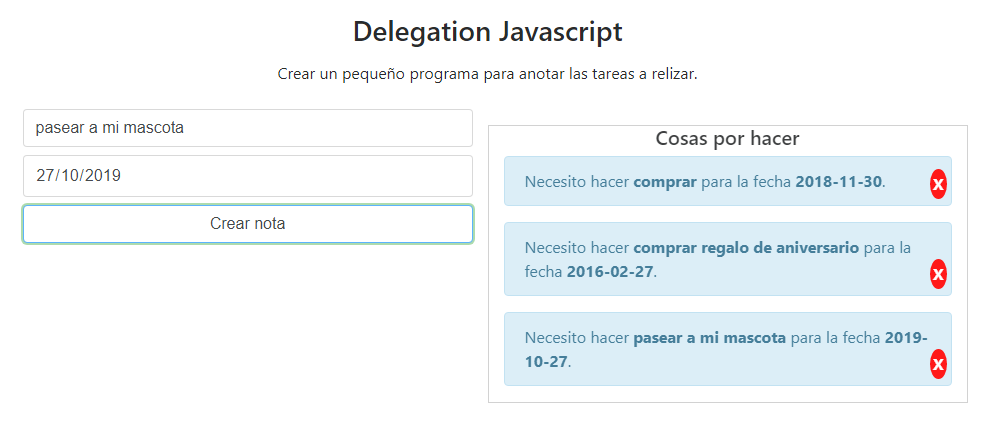 Delegation Javascript
Crear un pequeño programa para anotar las tareas a relizar.
pasear a mi mascota
27/10/2019
Crear nota
Cosas por hacer
Necesito hacer comprar para la fecha 2018-11-30.
x
Necesito hacer comprar regalo de aniversario para la
fecha 2016-02-27.
x
Necesito hacer pasear a mi mascota para la fecha 2019-
10-27.
x